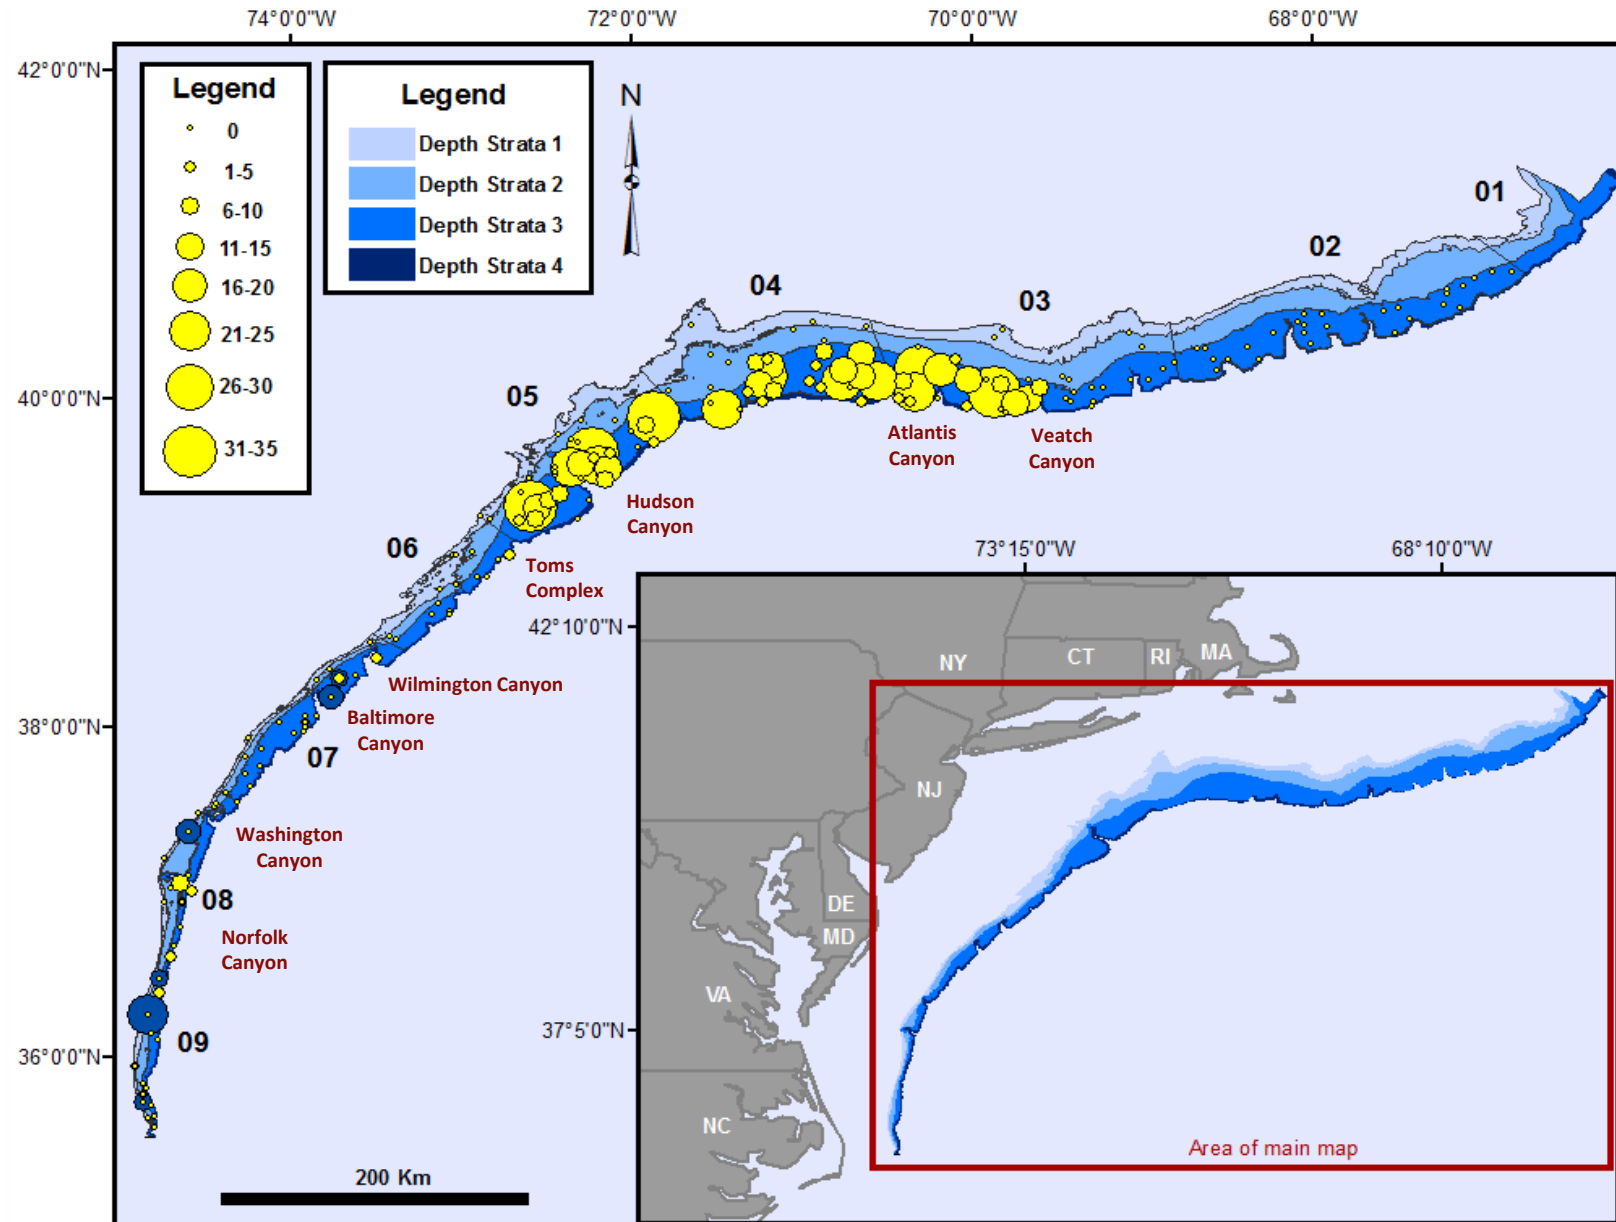 74°0'0"W
72°0'0"W
70°0'0"W
68°0'0"W
42°0'0"N
40°0'0"N
38°0'0"N
36°0'0"N
Legend
0
1-5
6-10
11-15
16-20
21-25
26-30
31-35
Legend
Depth Strata 1
Depth Strata 2
Depth Strata 3
Depth Strata 4
N
01
02
03
04
05
06
07
08
09
Atlantis
Canyon
Veatch
Canyon
Hudson
Canyon
Toms
Complex
Wilmington Canyon
Baltimore
Canyon
Washington
Canyon
Norfolk
Canyon
200 Km
73°15'0"W
68°10'0"W
42°10'0"N
37°5'0"N
NY
CT
RI
MA
NJ
DE
MD
VA
NC
Area of main map